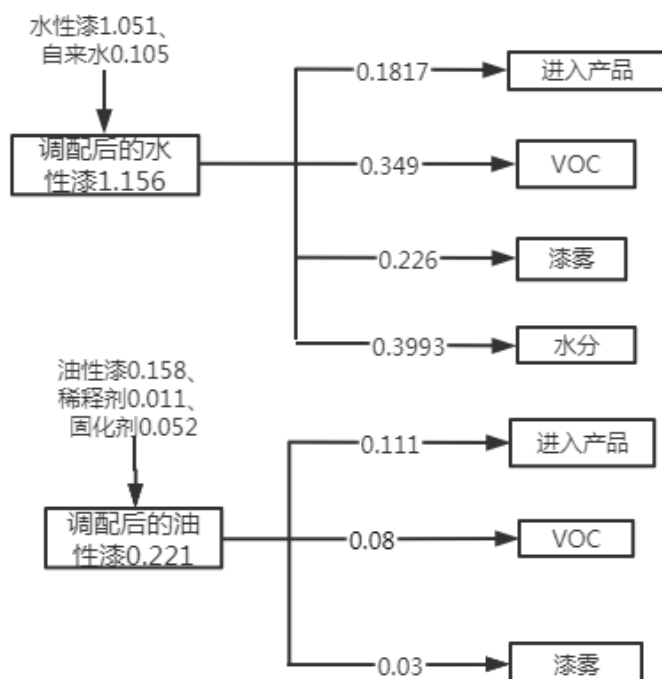 水性漆1.051、
自来水0.105
调配后的水
性漆1.156
0.1817
进入产品
0.349
VOC
0.226
漆雾
0.3993
水分
油性漆0.158、
稀释剂0.011、
固化剂0.052
调配后的油
性漆0.221
0.111
进入产品
0.08
VOC
0.03
漆雾